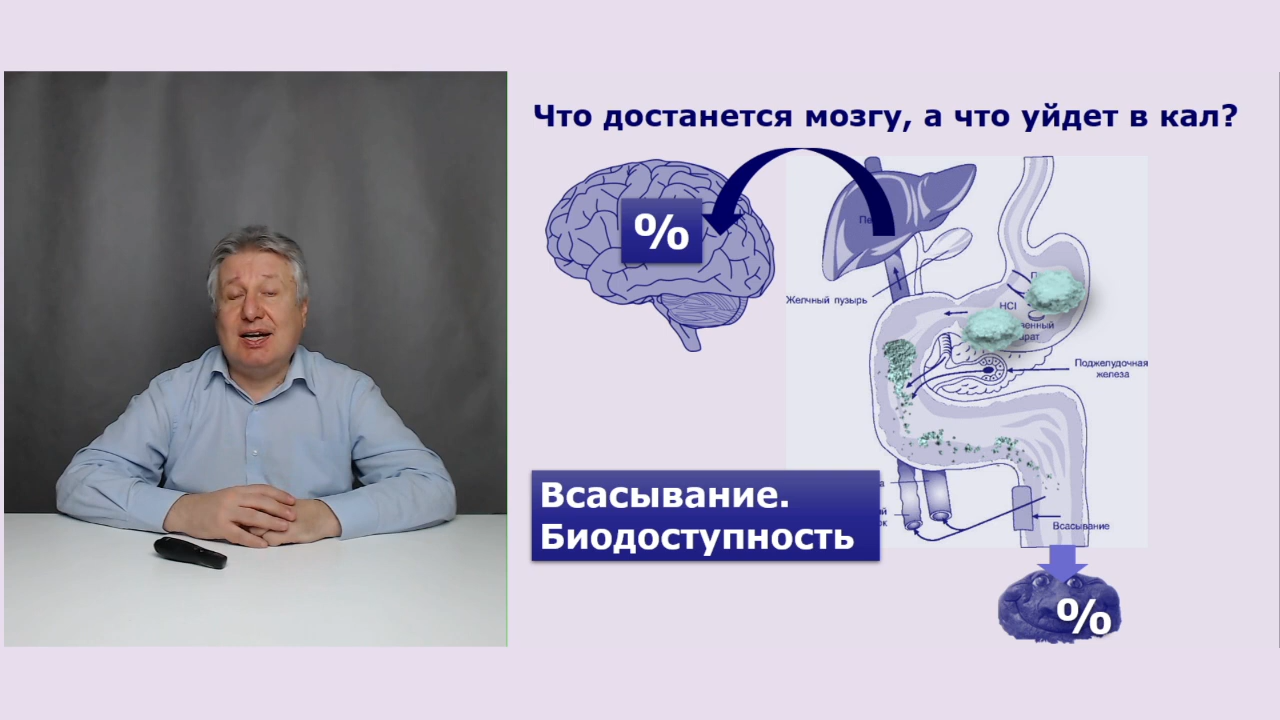 Что достанется мозгу, а что уйдет в кал?
%
Желчный пузырь
HCl
Поджелудочная
железа
Всасывание.
Биодоступность
Всасывание
%